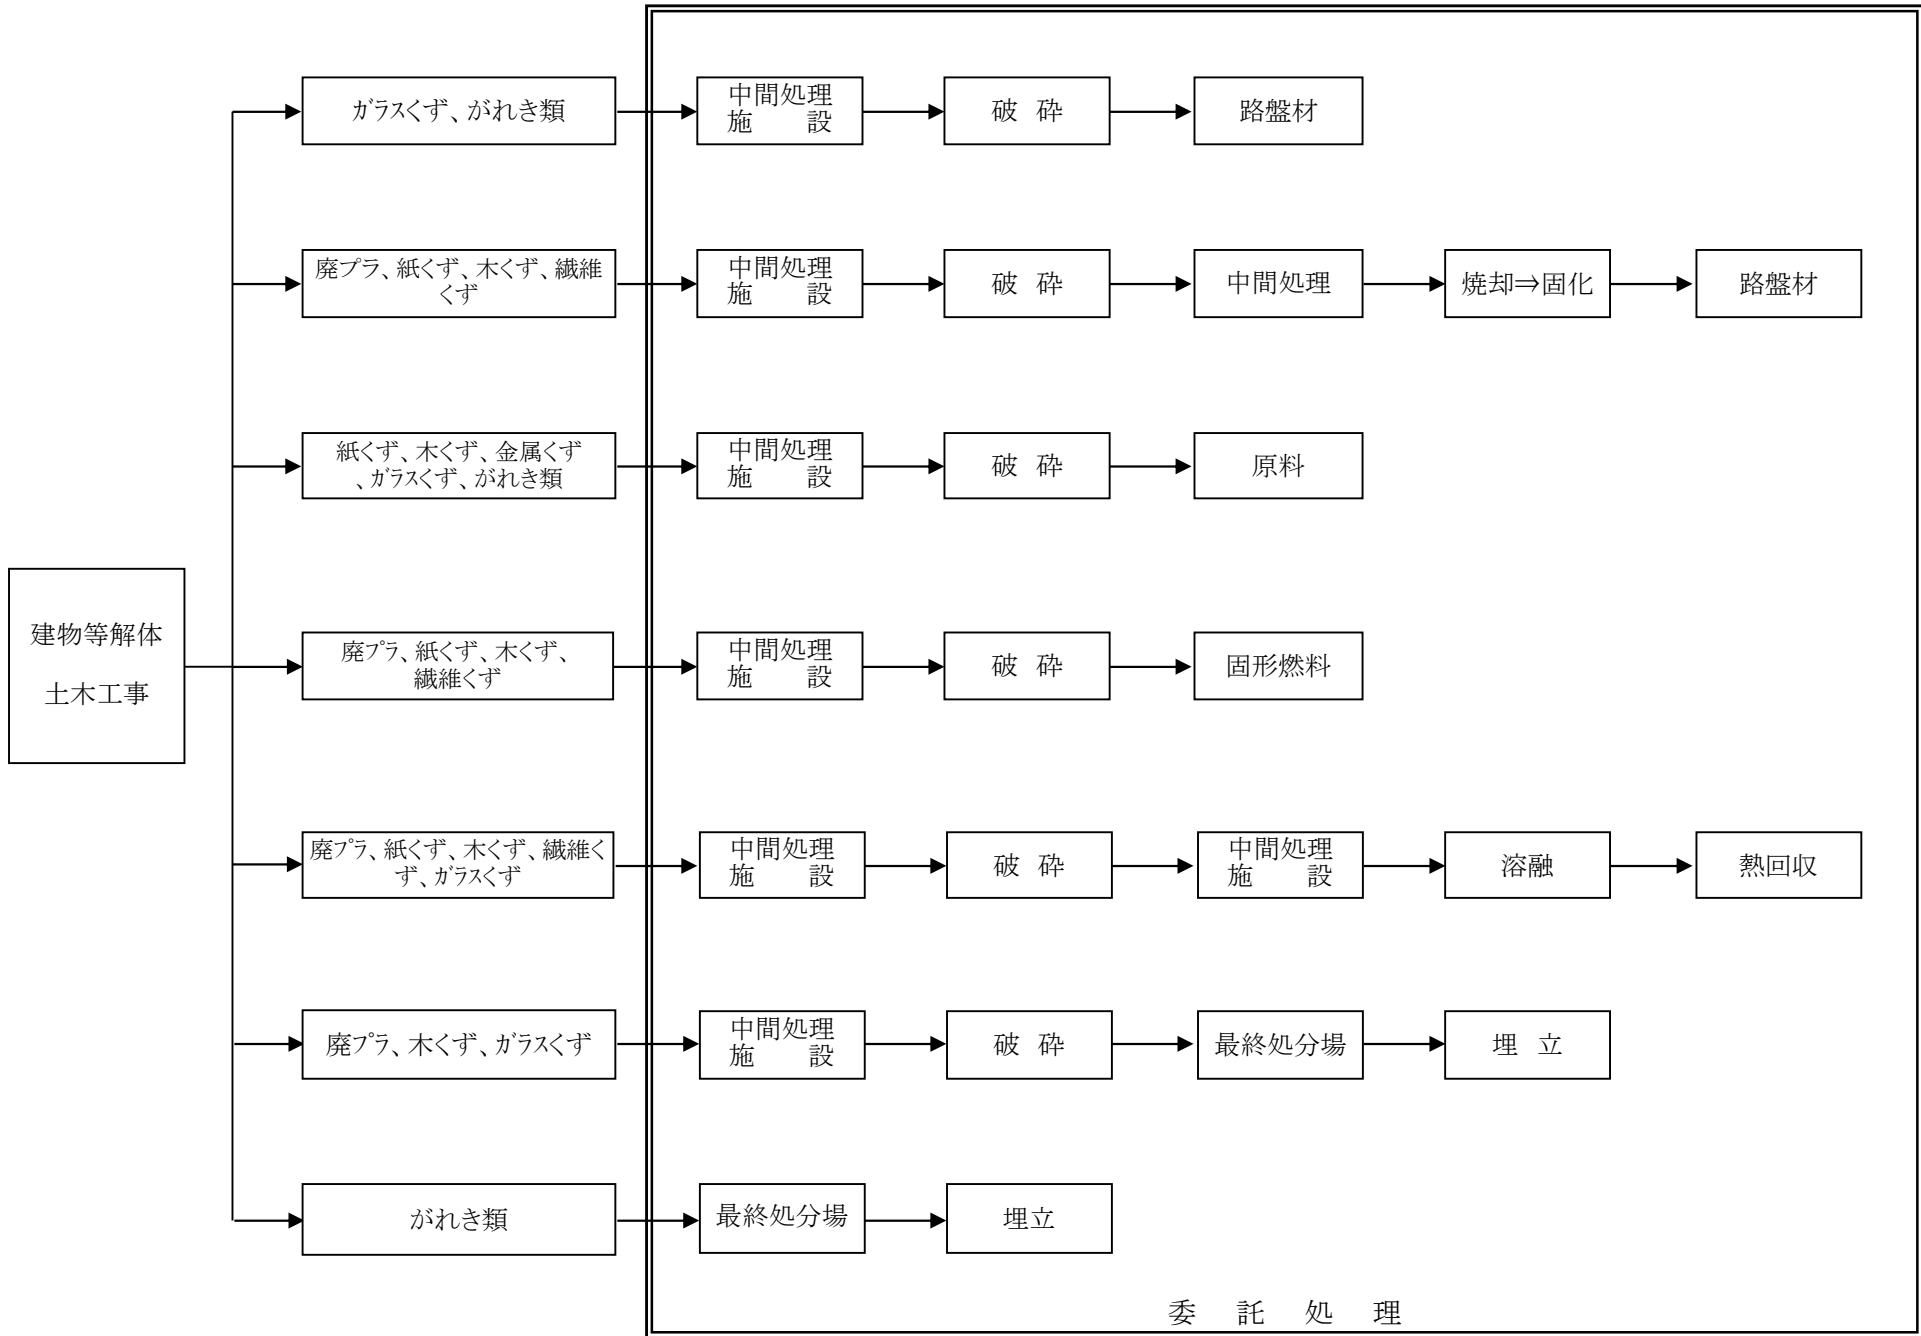 ガラスくず、がれき類
中間処理
施　　設
破　砕
路盤材
廃プラ、紙くず、木くず、繊維
くず
中間処理
施　　設
破　砕
中間処理
焼却⇒固化
路盤材
紙くず、木くず、金属くず
、ガラスくず、がれき類
中間処理
施　　設
破　砕
原料
建物等解体
土木工事
廃プラ、紙くず、木くず、
繊維くず
中間処理
施　　設
破　砕
固形燃料
廃プラ、紙くず、木くず、繊維く
ず、ガラスくず
中間処理
施　　設
破　砕
中間処理
施　　設
溶融
熱回収
廃プラ、木くず、ガラスくず
中間処理
施　　設
破　砕
最終処分場
埋　立
がれき類
最終処分場
埋立
委　託　処　理